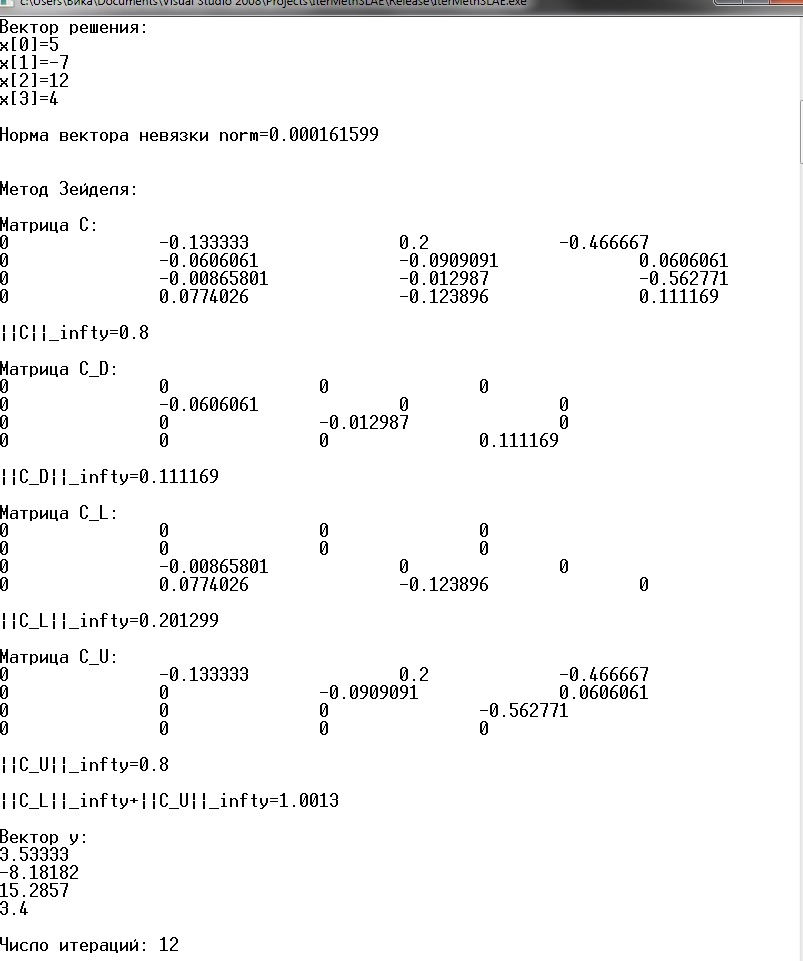 c:\Users\Вика\Documents\Visual Studio 2008\Projects\IterMethSLAE\Release\IterMethSLAE.exe
Вектор решения:
x[0]=5
x[1]=-7
x[2]=12
x[3]=4
Норма вектора невязки norm=0.000161599
Метод Зейделя:
Матрица C:
0 -0.133333 0.2 -0.466667
0 -0.0606061 -0.0909091 0.0606061
0 -0.00865801 -0.012987 -0.562771
0 0.0774026 -0.123896 0.111169
||C||_infty=0.8
Матрица C_D:
0 0 0 0
0 -0.0606061 0 0
0 0 -0.012987 0
0 0 0 0.111169
||C_D||_infty=0.111169
Матрица C_L:
0 0 0 0
0 0 0 0
0 -0.00865801 0 0
0 0.0774026 -0.123896 0
||C_L||_infty=0.201299
Матрица C_U:
0 -0.133333 0.2 -0.466667
0 0 -0.0909091 0.0606061
0 0 0 -0.562771
0 0 0 0
||C_U||_infty=0.8
||C_L||_infty+||C_U||_infty=1.0013
Вектор y:
3.53333
-8.18182
15.2857
3.4
Число итераций: 12